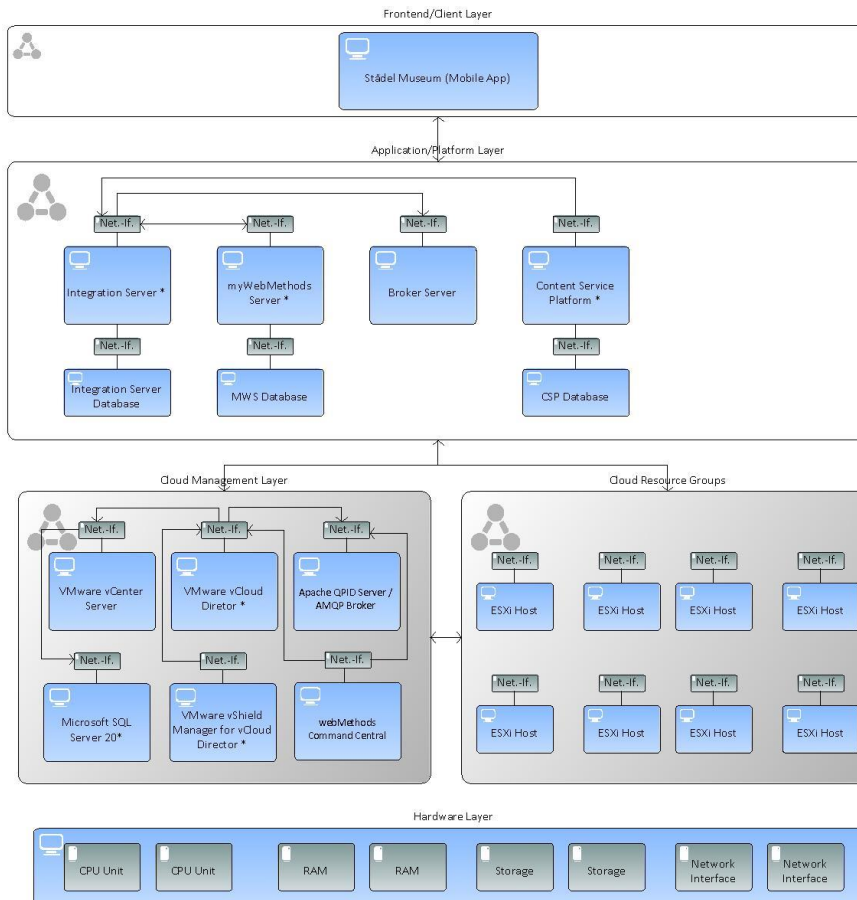 Frontend/Client Layer
Städel Museum (Mobile App)
Application/Platform Layer
Net.-If.
Net.-If.
Net.-If.
Net.-If.
Integration Server *
myWebMethods
Server *
Broker Server
Content Service
Platform *
Net.-If.
Net.-If.
Net.-If.
Integration Server
Database
MWS Database
CSP Database
Cloud Management Layer
Net.-If.
Net.-If.
Net.-If.
VMware vCenter
Server
VMware vCloud
Diretor *
Apache QPID Server /
AMQP Broker
Net.-If.
Net.-If.
Net.-If.
Microsoft SQL
Server 20*
VMware vShield
Manager for vCloud
Director *
webMethods
Command Central
Cloud Resource Groups
Net.-If.
Net.-If.
Net.-If.
Net.-If.
ESXi Host
ESXi Host
ESXi Host
ESXi Host
Net.-If.
Net.-If.
Net.-If.
Net.-If.
ESXi Host
ESXi Host
ESXi Host
ESXi Host
Hardware Layer
CPU Unit
CPU Unit
RAM
RAM
Storage
Storage
Network
Interface
Network
Interface